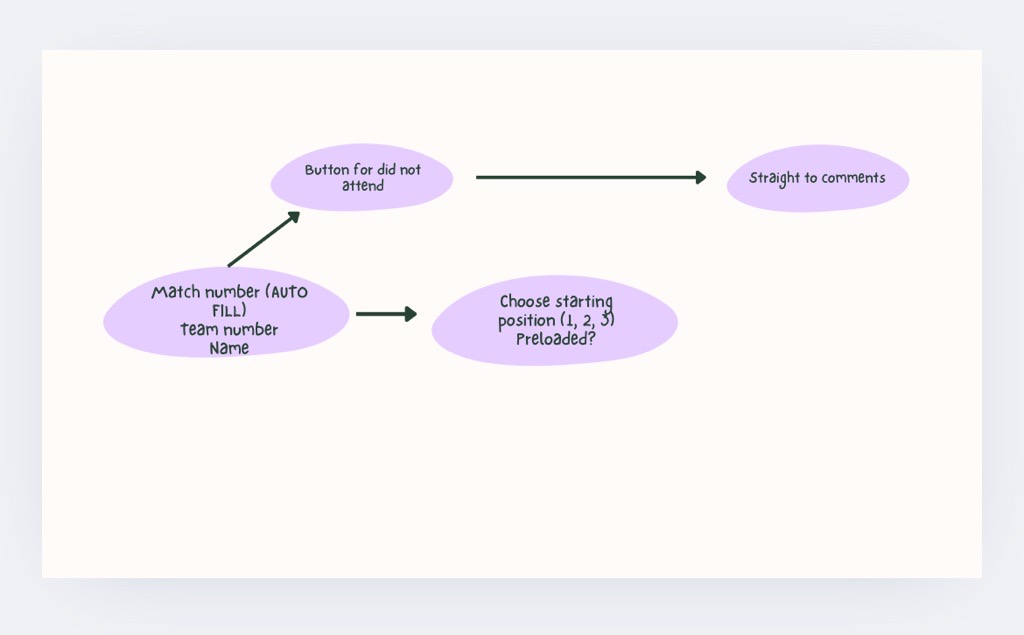 Button for did not
attend
Straight to comments
Match number (AUTO
FILL)
Team number
Name
Choose starting
position (1, 2, 3)
Preloaded?